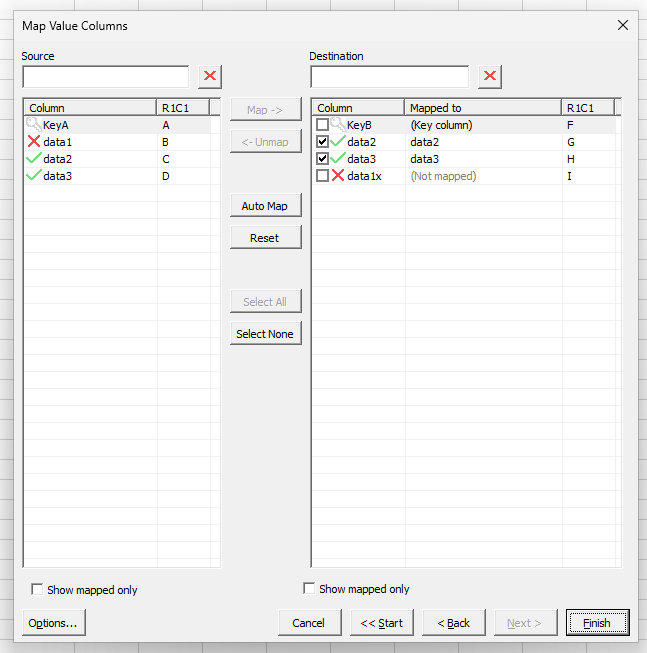 Map Value Columns
Source Destination
Column R1C1 Map -> Column Mapped to R1C1
KeyA A KeyB (Key column) F
data1 B <- Unmap data2 data2 G
data2 C data3 data3 H
data3 D data1x (Not mapped) I
Auto Map
Reset
Select All
Select None
Show mapped only Show mapped only
Options... Cancel << Start < Back Next > Finish